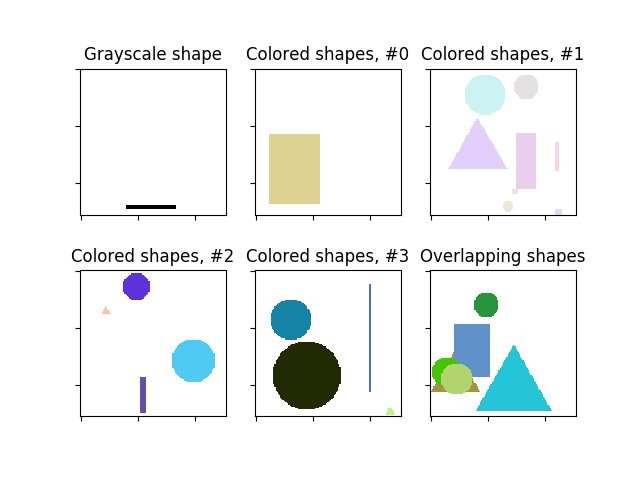 Grayscale shape
Colored shapes, #0
Colored shapes, #1
Colored shapes, #2
Colored shapes, #3
Overlapping shapes